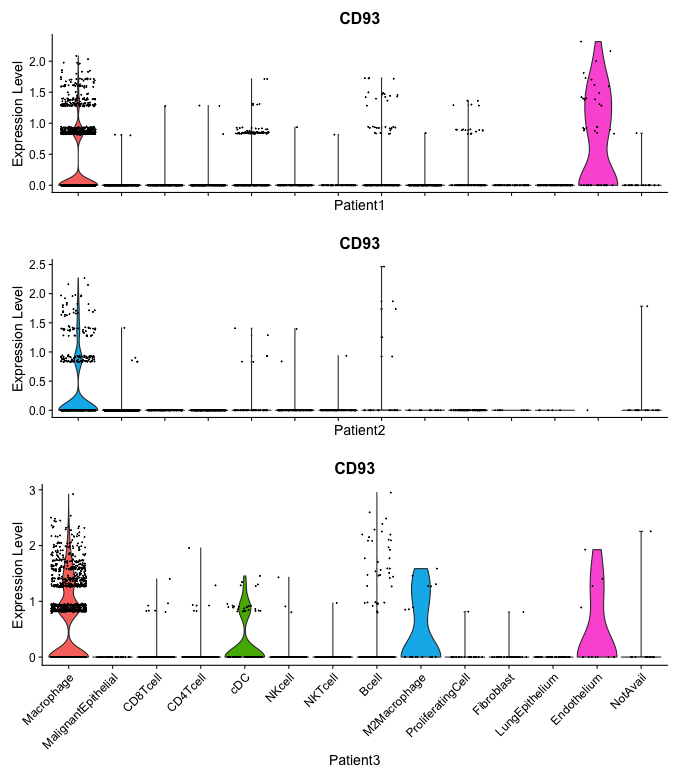 CD93
Expression Level
2.0
1.5
1.0
0.5
0.0
Patient1
CD93
Expression Level
2.5
2.0
1.5
1.0
0.5
0.0
Patient2
CD93
Expression Level
3
2
1
0
Macrophage
MalignantEpithelial
CD8Tcell
CD4Tcell
cDC
NKcell
NKTcell
Bcell
M2Macrophage
ProliferatingCell
Fibroblast
LungEpithelium
Endothelium
NotAvail
Patient3